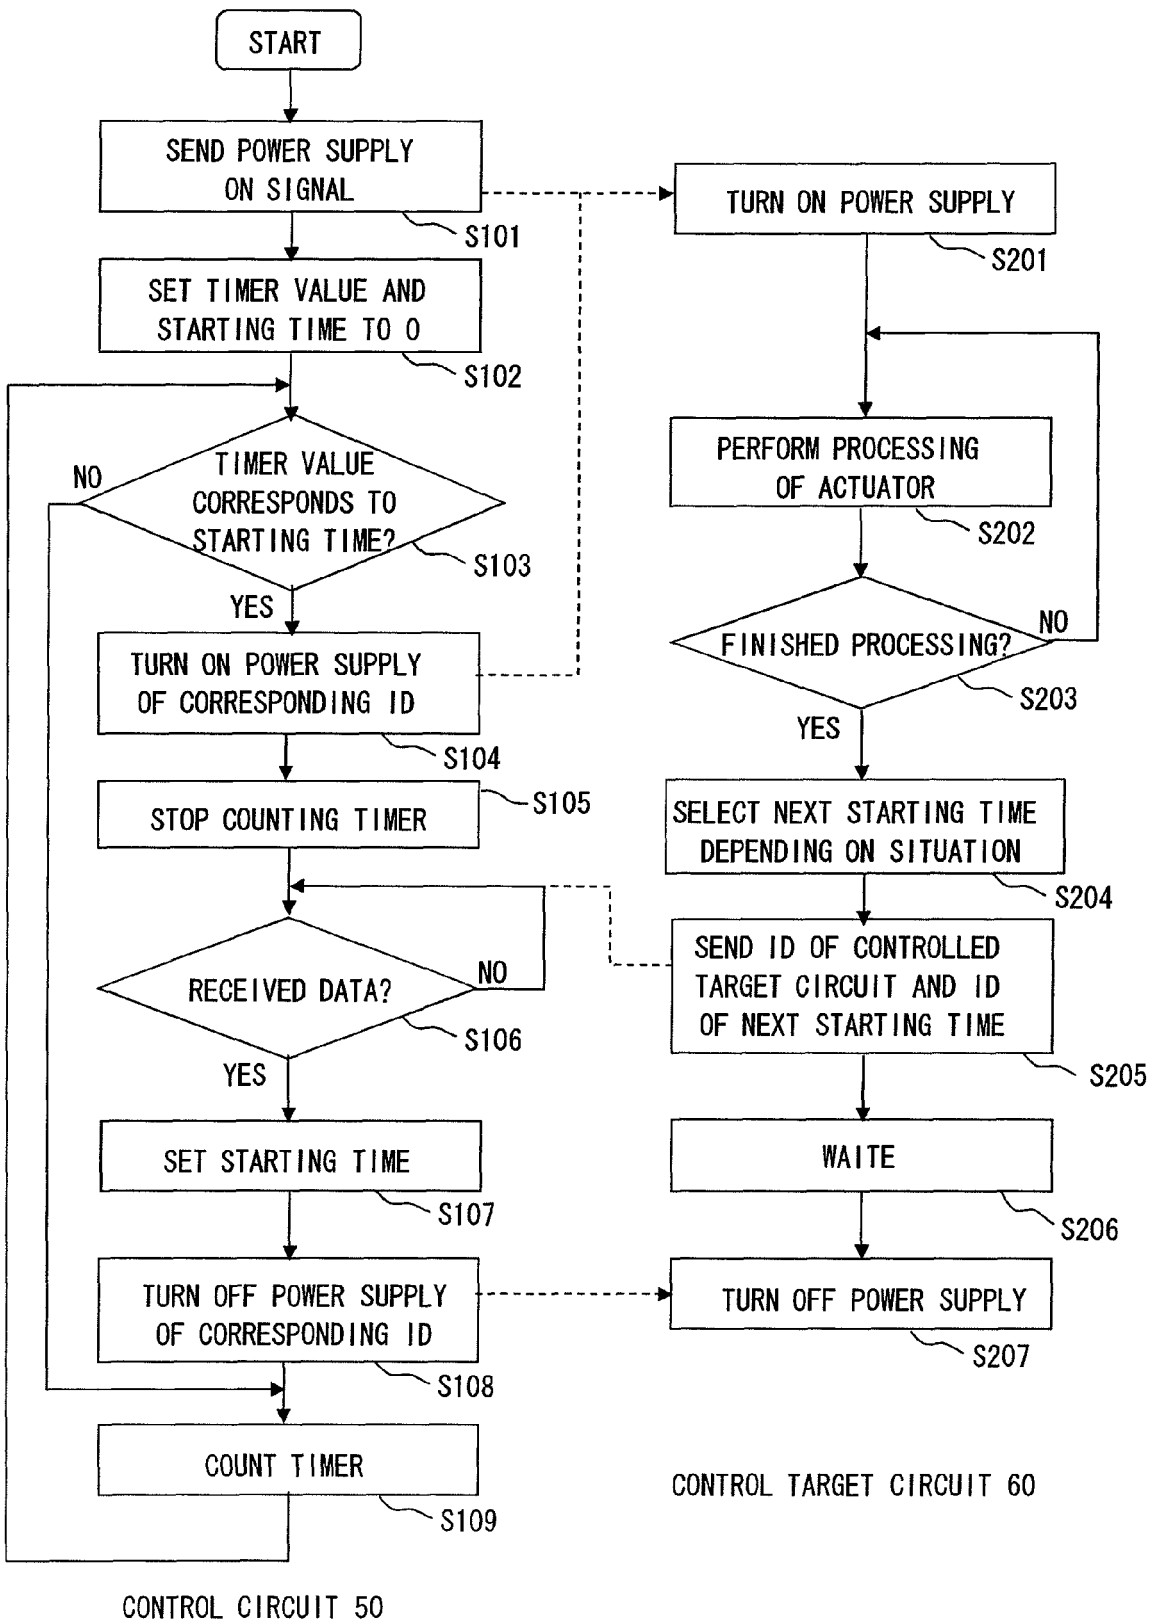 START
SEND POWER SUPPLY
ON SIGNAL
S101
SET TIMER VALUE AND
STARTING TIME TO 0
S102
TIMER VALUE
CORRESPONDS TO
STARTING TIME?
NO
S103
YES
TURN ON POWER SUPPLY
OF CORRESPONDING ID
S104
STOP COUNTING TIMER
S105
RECEIVED DATA?
NO
S106
YES
SET STARTING TIME
S107
TURN OFF POWER SUPPLY
OF CORRESPONDING ID
S108
COUNT TIMER
S109
CONTROL CIRCUIT 50
TURN ON POWER SUPPLY
S201
PERFORM PROCESSING
OF ACTUATOR
S202
FINISHED PROCESSING?
NO
S203
YES
SELECT NEXT STARTING TIME
DEPENDING ON SITUATION
S204
SEND ID OF CONTROLLED
TARGET CIRCUIT AND ID
OF NEXT STARTING TIME
S205
WAITE
S206
TURN OFF POWER SUPPLY
S207
CONTROL TARGET CIRCUIT 60